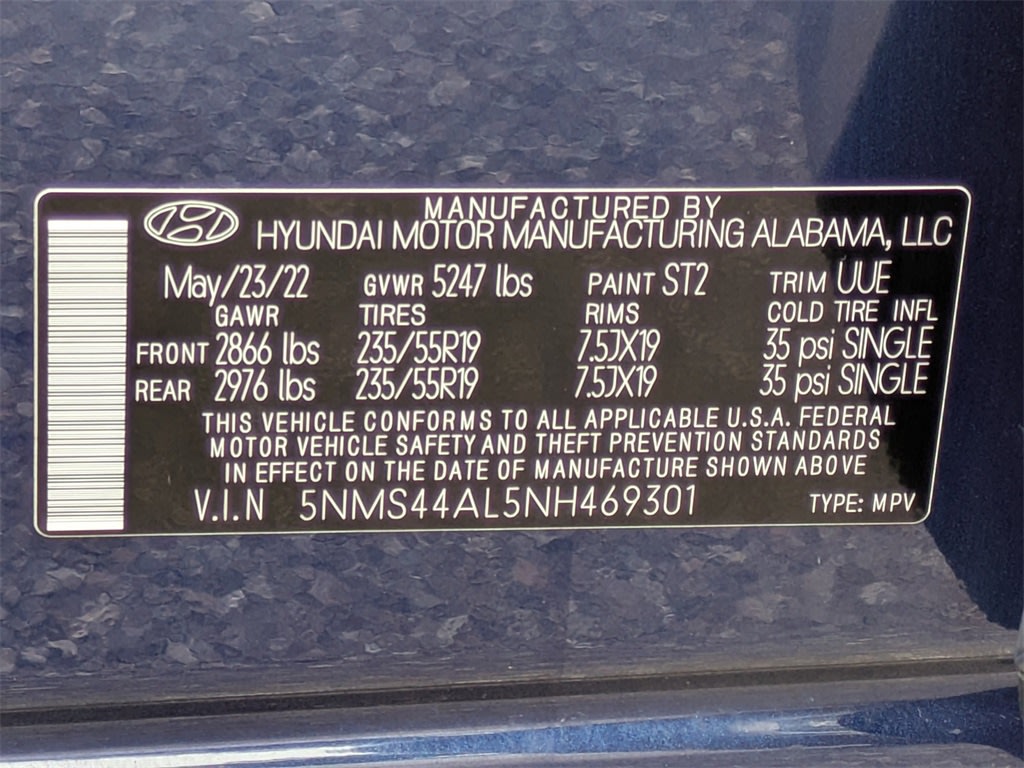 MANUFACTURED BY
HYUNDAI MOTOR MANUFACTURING ALABAMA, LLC
May/23/22 GVWR 5247 lbs PAINT ST2 TRIM UUE
GAWR TIRES RIMS COLD TIRE INFL
FRONT 2866 lbs 235/55R19 7.5JX19 35 psi SINGLE
REAR 2976 lbs 235/55R19 7.5JX19 35 psi SINGLE
THIS VEHICLE CONFORMS TO ALL APPLICABLE U.S.A. FEDERAL
MOTOR VEHICLE SAFETY AND THEFT PREVENTION STANDARDS
IN EFFECT ON THE DATE OF MANUFACTURE SHOWN ABOVE
V.I.N 5NMS44AL5NH469301 TYPE: MPV